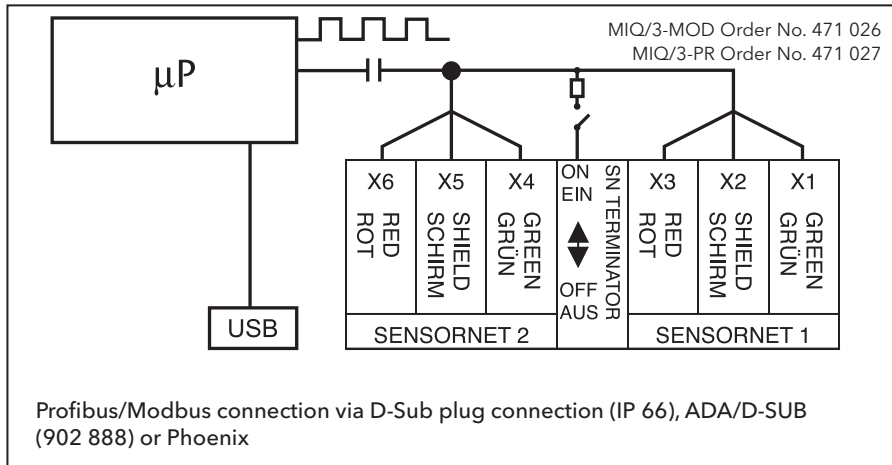 MIQ/3-MOD Order No. 471 026
MIQ/3-PR Order No. 471 027
µP
X6
RED
ROT
X5
SHIELD
SCHIRM
X4
GREEN
GRÜN
ON
EIN
OFF
AUS
SN TERMINATOR
X3
RED
ROT
X2
SHIELD
SCHIRM
X1
GREEN
GRÜN
USB
SENSORNET 2
SENSORNET 1
Profibus/Modbus connection via D-Sub plug connection (IP 66), ADA/D-SUB
(902 888) or Phoenix